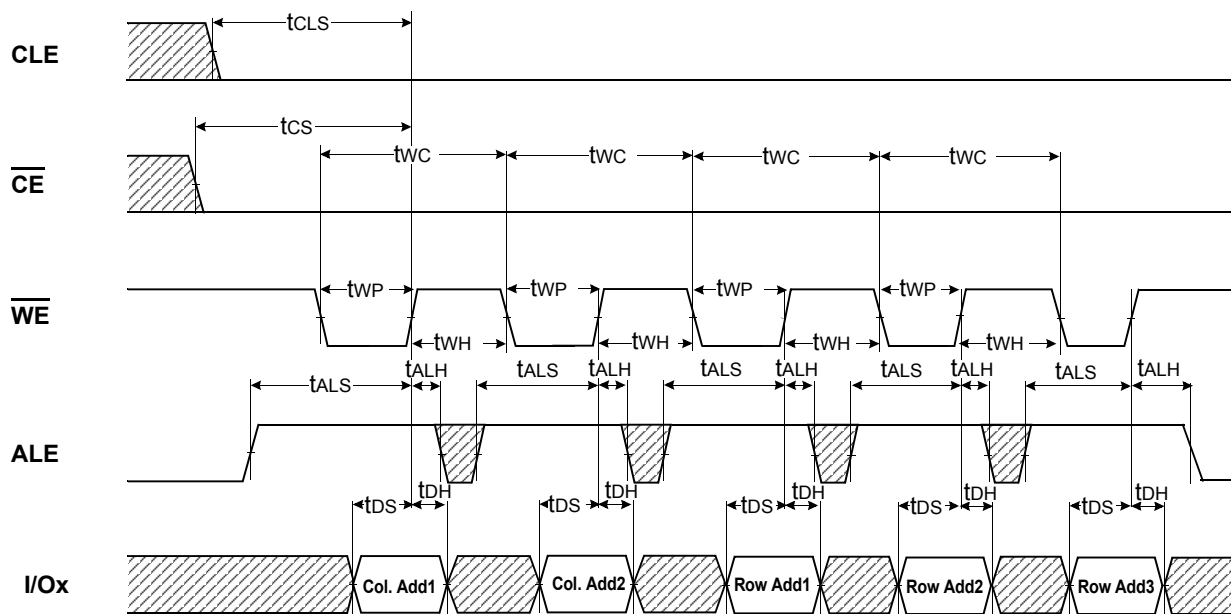 CLE
tCLS
CE
tCS
tWC tWC tWC tWC
WE
tWP tWP tWP tWP
tWH tWH tWH tWH
tALS tALH tALS tALH tALS tALH tALS tALH tALS tALH
ALE
tDS tDH tDS tDH tDS tDH tDS tDH tDS tDH
I/Ox
Col. Add1 Col. Add2 Row Add1 Row Add2 Row Add3